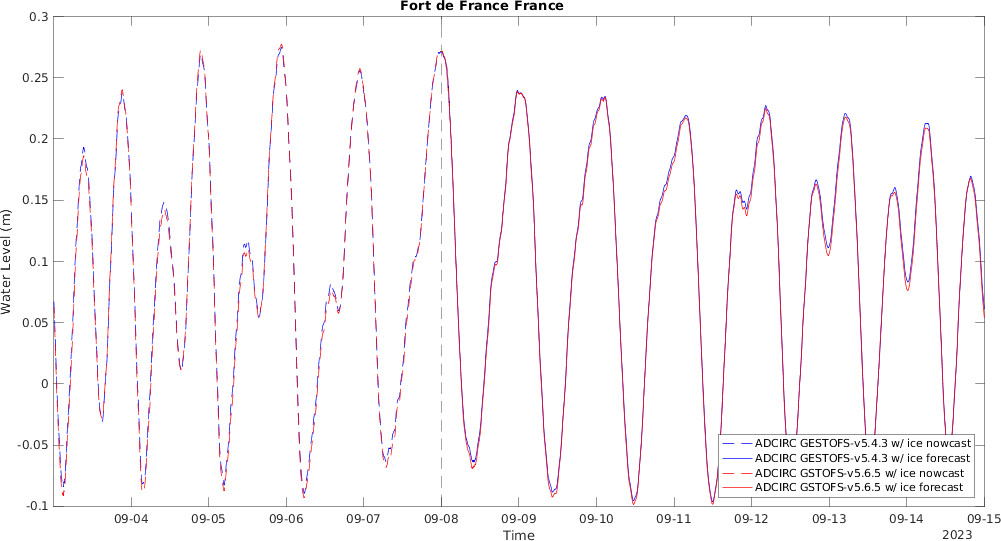 Fort de France France
0.3
0.25
0.2
0.15
0.1
0.05
0
-0.05
-0.1
Water Level (m)
ADCIRC GESTOFS-v5.4.3 w/ ice nowcast
ADCIRC GESTOFS-v5.4.3 w/ ice forecast
ADCIRC GSTOFS-v5.6.5 w/ ice nowcast
ADCIRC GSTOFS-v5.6.5 w/ ice forecast
09-04 09-05 09-06 09-07 09-08 09-09 09-10 09-11 09-12 09-13 09-14 09-15
Time
2023